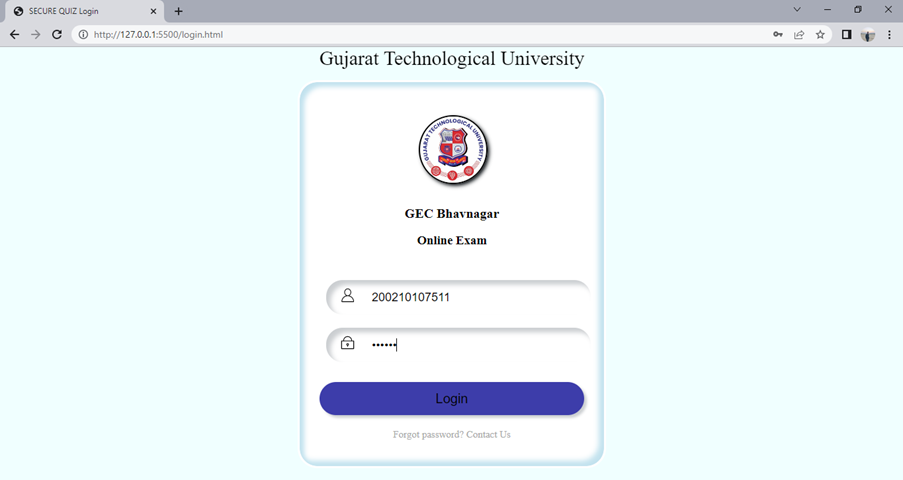 SECURE QUIZ Login
http://127.0.0.1:5500/login.html
Gujarat Technological University
GUJARAT TECHNOLOGICAL UNIVERSITY
GEC Bhavnagar
Online Exam
200210107511
••••••
Login
Forgot password? Contact Us